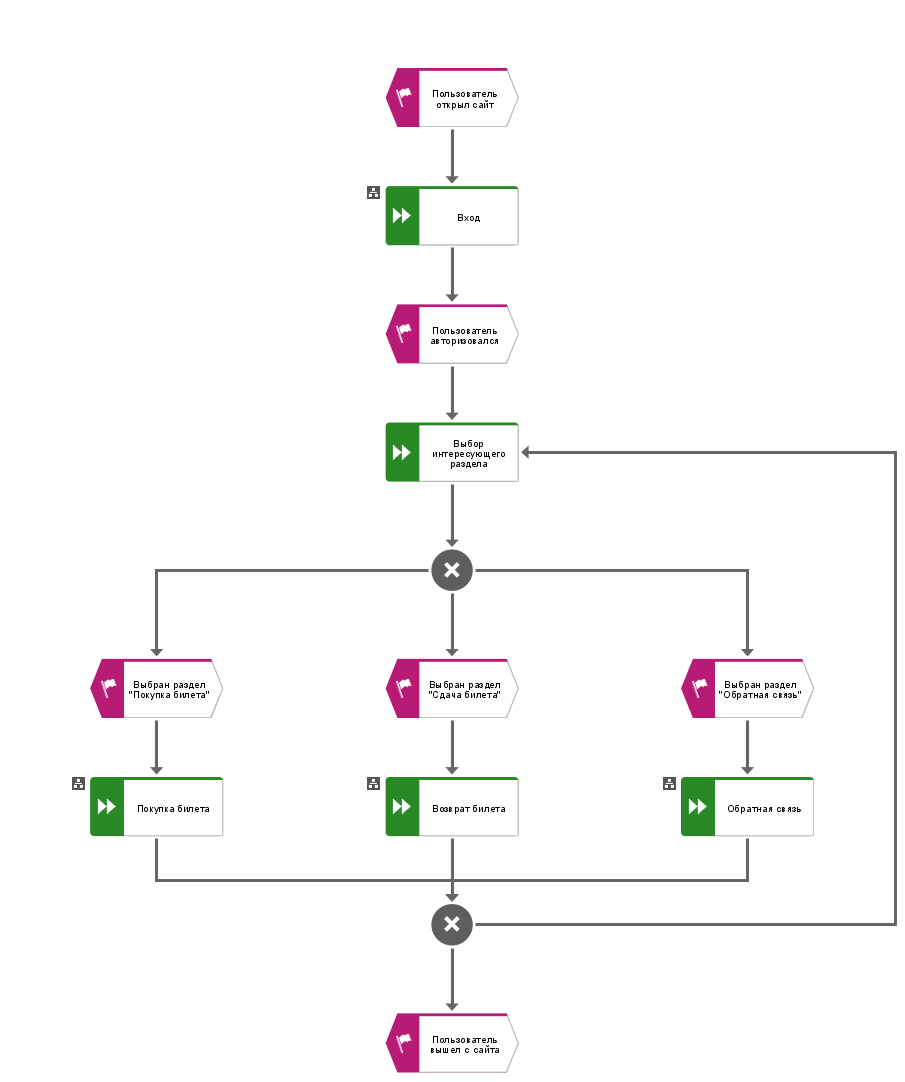 Пользователь
открыл сайт
Вход
Пользователь
авторизовался
Выбор
интересующего
раздела
Выбран раздел
"Покупка билета"
Выбран раздел
"Сдача билета"
Выбран раздел
"Обратная связь"
Покупка билета
Возврат билета
Обратная связь
Пользователь
вышел с сайта